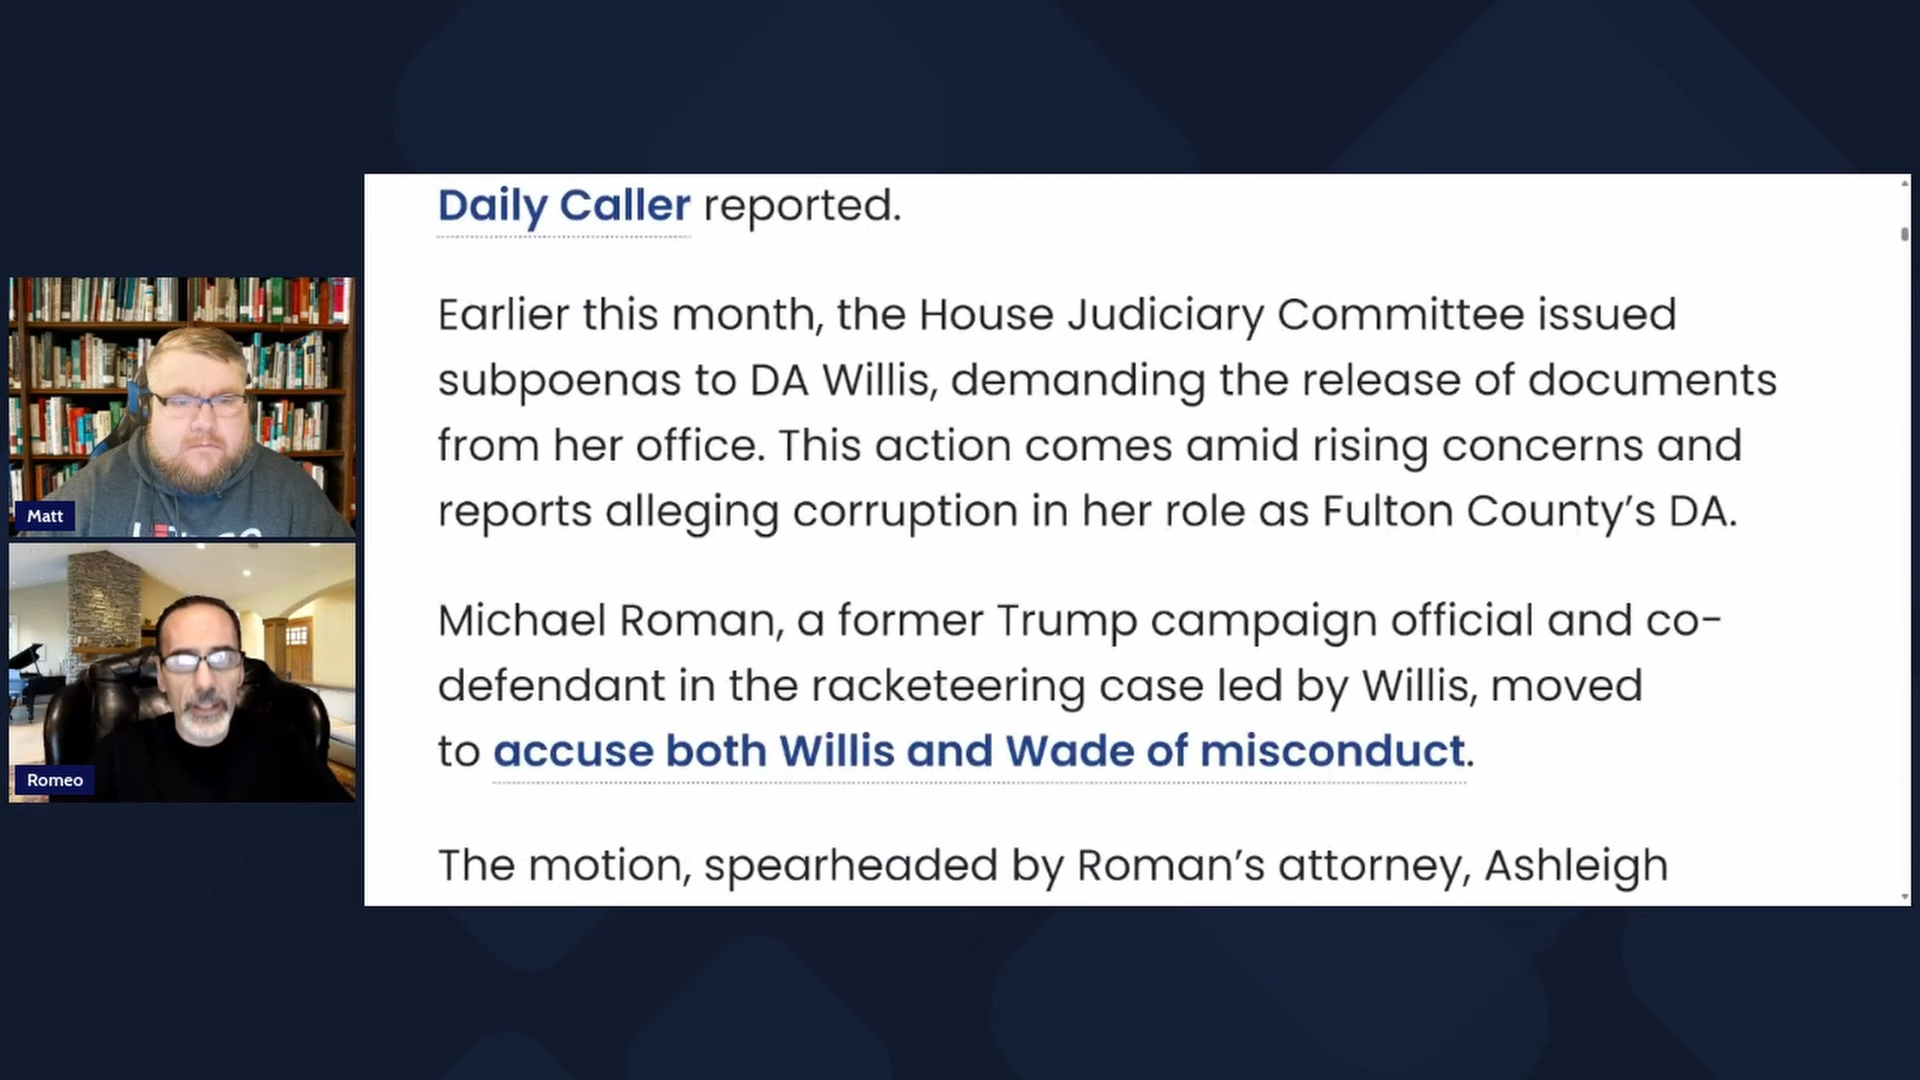 Daily Caller reported.
Earlier this month, the House Judiciary Committee issued
subpoenas to DA Willis, demanding the release of documents
from her office. This action comes amid rising concerns and
reports alleging corruption in her role as Fulton County’s DA.
Michael Roman, a former Trump campaign official and co-
defendant in the racketeering case led by Willis, moved
to accuse both Willis and Wade of misconduct.
The motion, spearheaded by Roman’s attorney, Ashleigh
Matt
Romeo